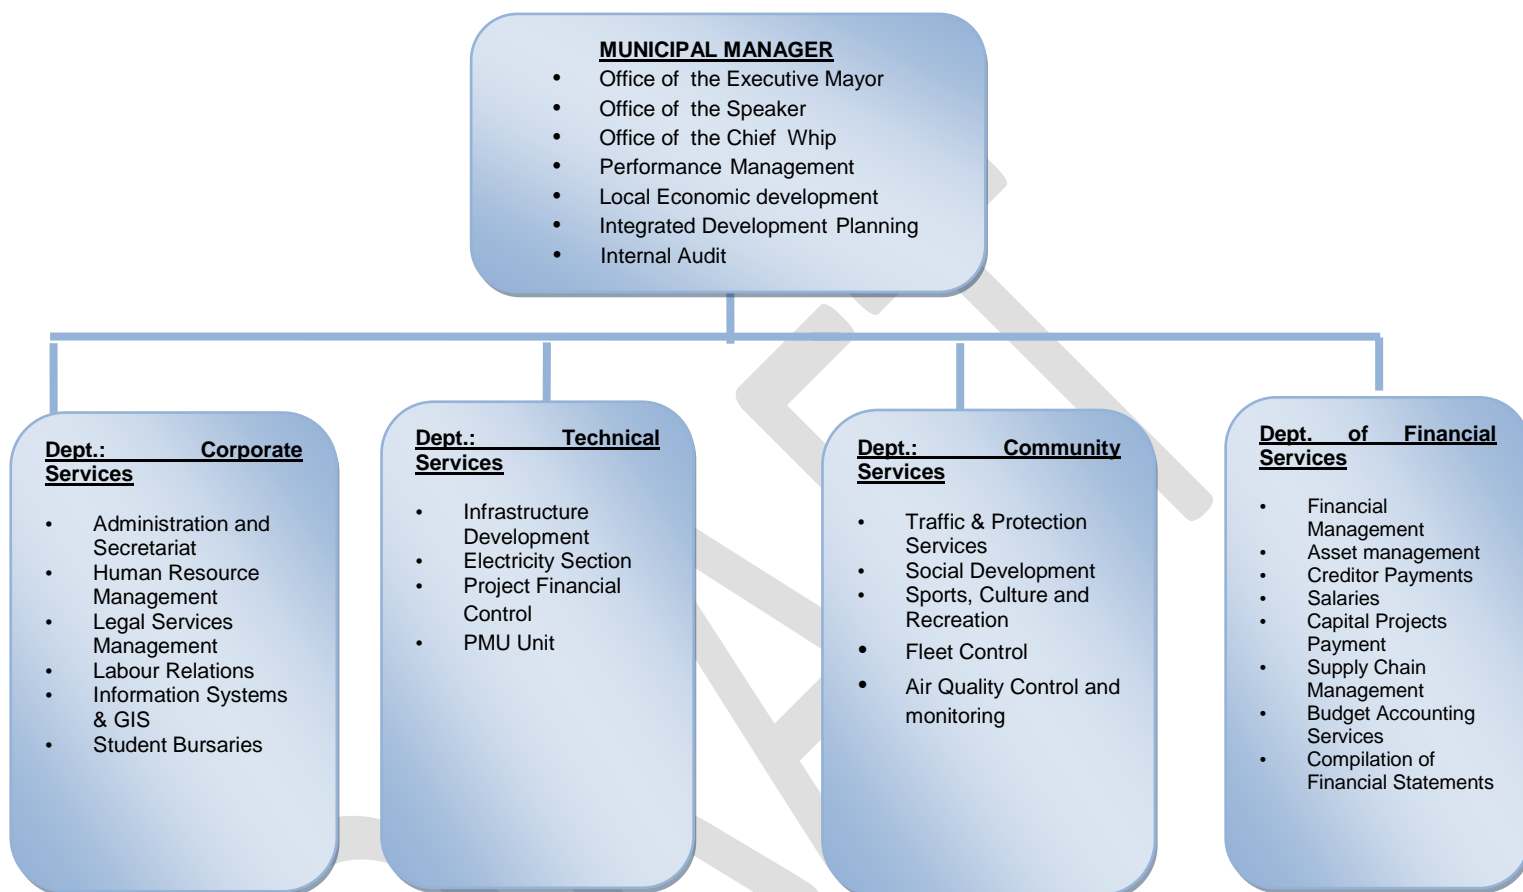 MUNICIPAL MANAGER
• Office of the Executive Mayor
• Office of the Speaker
• Office of the Chief Whip
• Performance Management
• Local Economic development
• Integrated Development Planning
• Internal Audit
Dept.: Corporate
Services
• Administration and
Secretariat
• Human Resource
Management
• Legal Services
Management
• Labour Relations
• Information Systems
& GIS
• Student Bursaries
Dept.: Technical
Services
• Infrastructure
Development
• Electricity Section
• Project Financial
Control
• PMU Unit
Dept.: Community
Services
• Traffic & Protection
Services
• Social Development
• Sports, Culture and
Recreation
• Fleet Control
• Air Quality Control and
monitoring
Dept. of Financial
Services
• Financial
Management
• Asset management
• Creditor Payments
• Salaries
• Capital Projects
Payment
• Supply Chain
Management
• Budget Accounting
Services
• Compilation of
Financial Statements